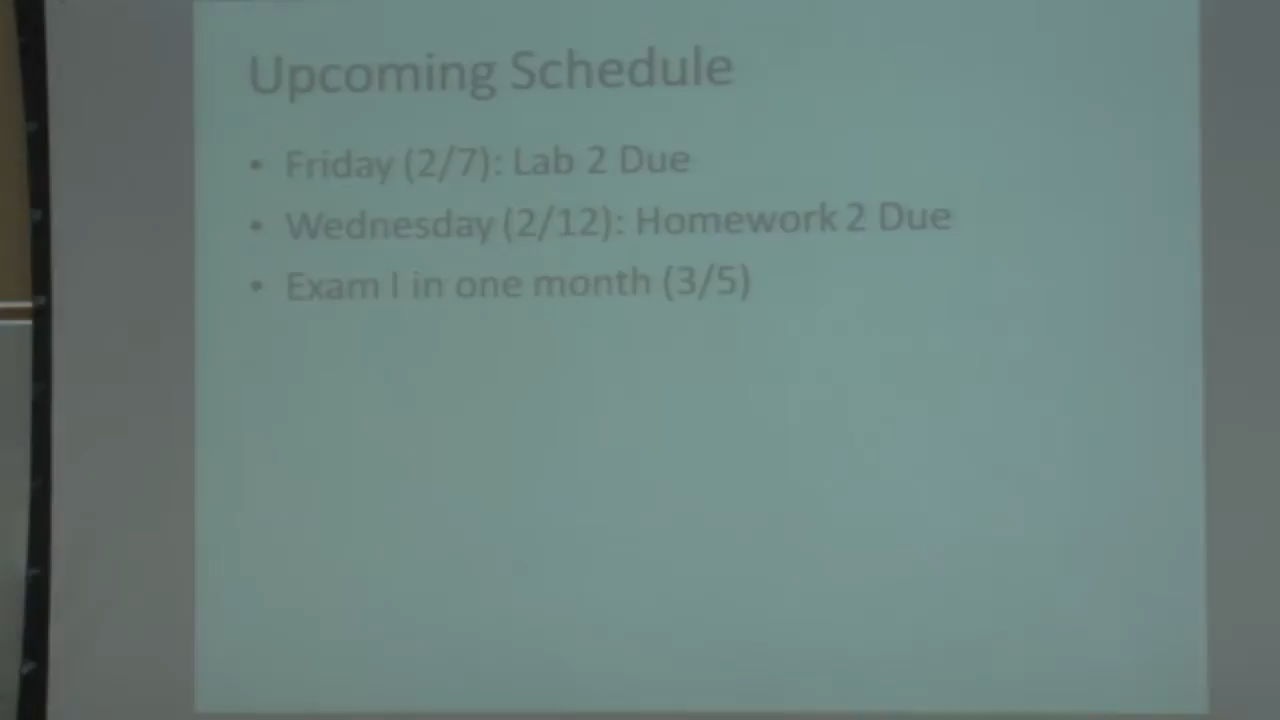 Upcoming Schedule
• Friday (2/7): Lab 2 Due
• Wednesday (2/12): Homework 2 Due
• Exam I in one month (3/5)